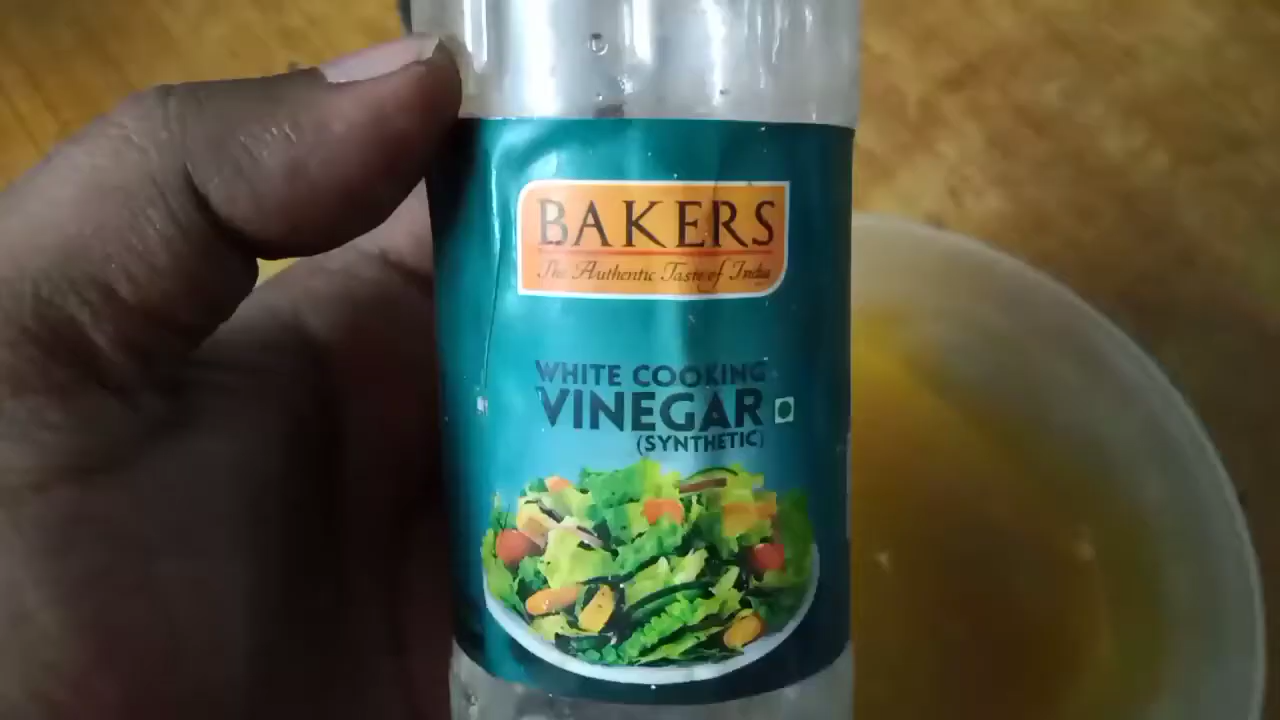 BAKERS
The Authentic Taste of India
WHITE COOKING
VINEGAR
(SYNTHETIC)